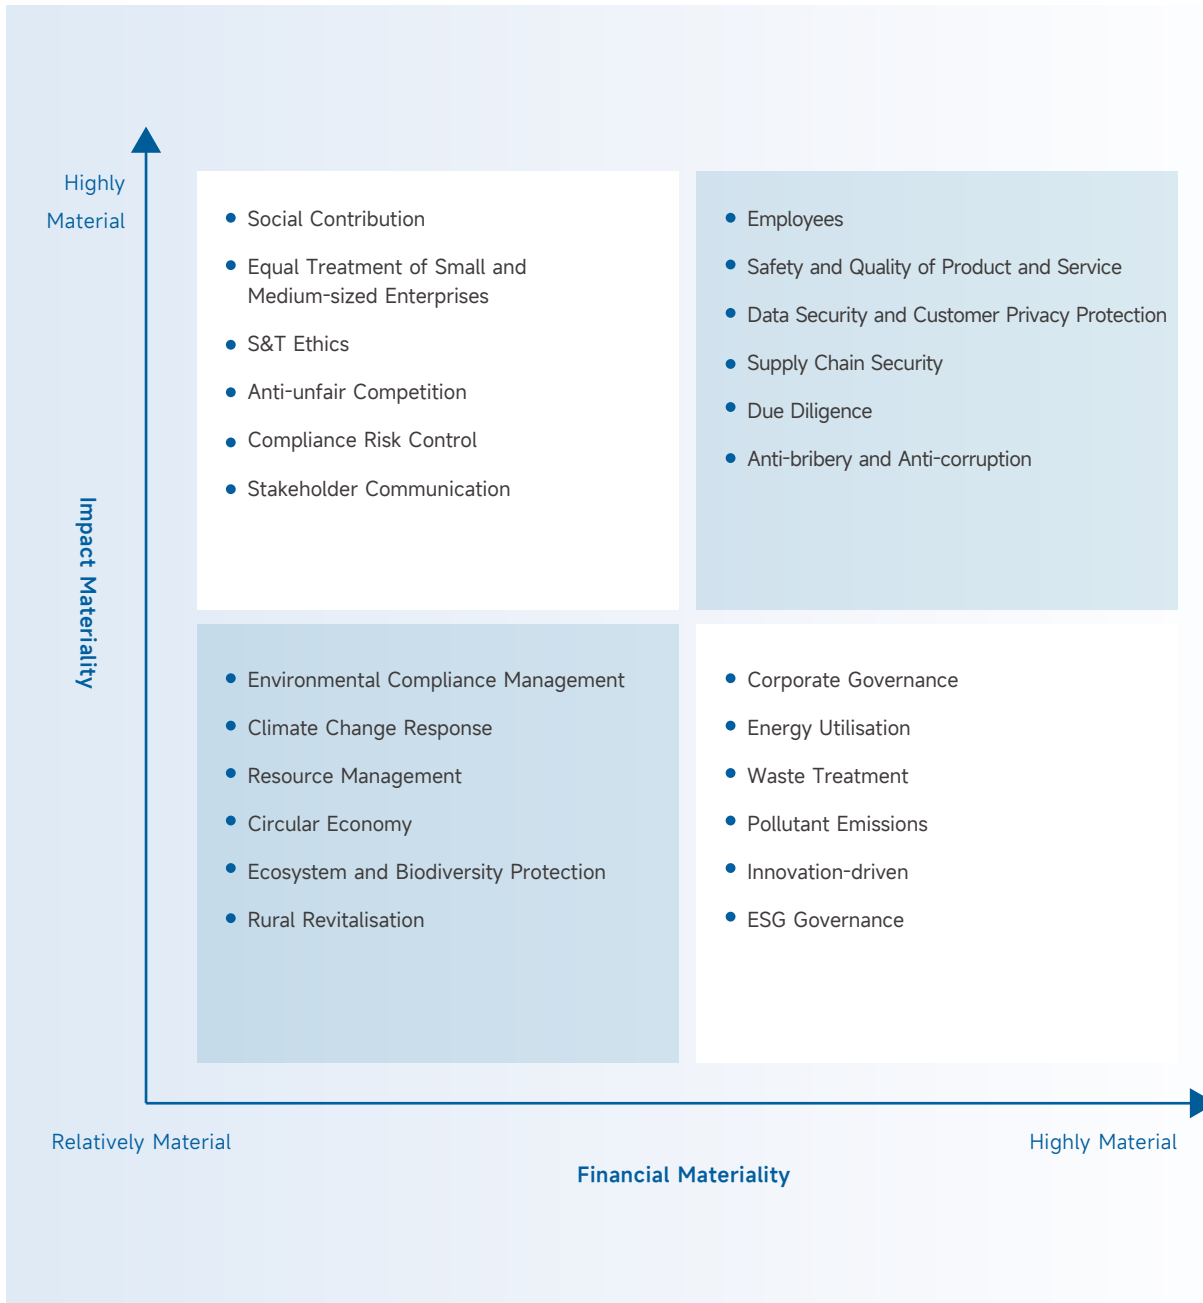 Highly
Material
Impact Materiality
Social Contribution
Equal Treatment of Small and
Medium-sized Enterprises
S&T Ethics
Anti-unfair Competition
Compliance Risk Control
Stakeholder Communication
Employees
Safety and Quality of Product and Service
Data Security and Customer Privacy Protection
Supply Chain Security
Due Diligence
Anti-bribery and Anti-corruption
Environmental Compliance Management
Climate Change Response
Resource Management
Circular Economy
Ecosystem and Biodiversity Protection
Rural Revitalisation
Corporate Governance
Energy Utilisation
Waste Treatment
Pollutant Emissions
Innovation-driven
ESG Governance
Relatively Material
Highly Material
Financial Materiality